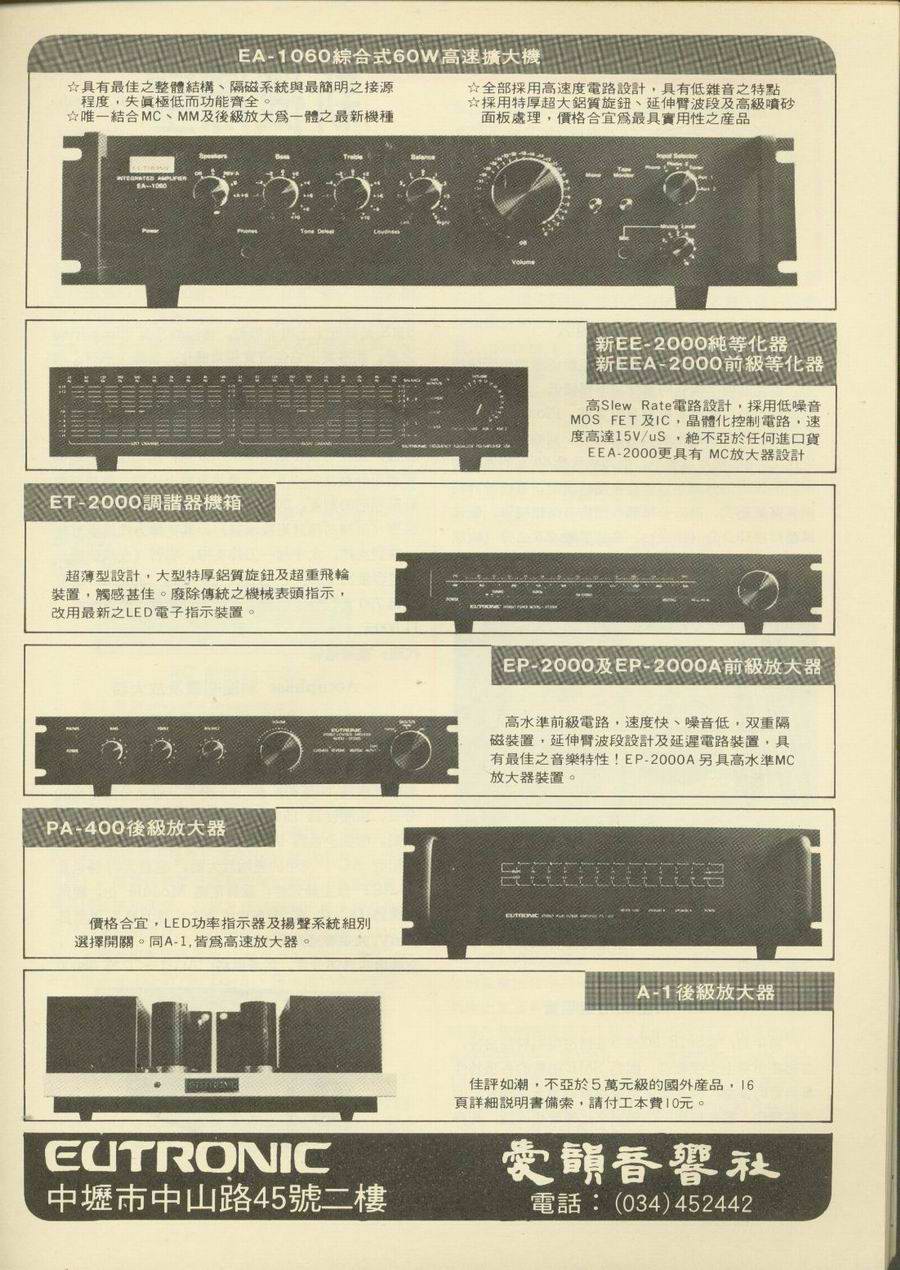 EA-1060綜合式60W高速擴大機
☆具有最佳之整體結構、隔磁系統與最簡明之接源
程度，失眞極低而功能齊全。
☆唯一結合MC、MM及後級放大爲一體之最新機種
☆全部採用高速度電路設計，具有低雜音之特點
☆採用特厚超大鋁質旋鈕、延伸臂波段及高級噴砂
面板處理，價格合宜爲最具實用性之産品
EUTRONIC
INTEGRATED AMPLIFIER
EA-1060
Speakers
Bass
Treble
Balance
Mono
Tape
Monitor
Input Selector
Power
Phones
Tone Defeat
Loudness
dB
Volume
MIC
Mixing Level
新EE-2000純等化器
新EEA-2000前級等化器
高Slew Rate電路設計，採用低噪音
MOS FET及IC，晶體化控制電路，速
度高達15V/uS，絶不亞於任何進口貨
EEA-2000更具有 MC放大器設計
ET-2000調諧器機箱
超薄型設計，大型特厚鋁質旋鈕及超重飛輪
裝置，觸感甚佳。廢除傳統之機械表頭指示，
改用最新之LED電子指示裝置。
EUTRONIC
EP-2000及EP-2000A前級放大器
高水準前級電路，速度快、噪音低，双重隔
磁裝置，延伸臂波段設計及延遲電路裝置，具
有最佳之音樂特性！EP-2000A另具高水準MC
放大器裝置。
EUTRONIC
PA-400後級放大器
價格合宜，LED功率指示器及揚聲系統組別
選擇開關。同A-1,皆爲高速放大器。
EUTRONIC
A-1後級放大器
佳評如潮，不亞於5萬元級的國外産品，16
頁詳細説明書備索，請付工本費10元。
EUTRONIC
愛韻音響社
中壢市中山路45號二樓
電話：(034)452442